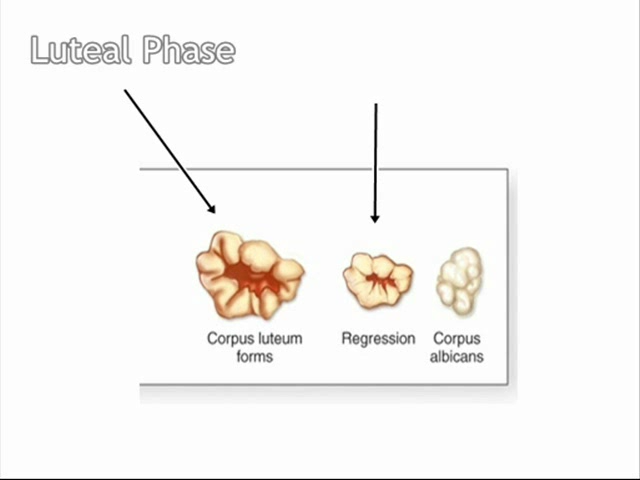 Luteal Phase
Corpus luteum
forms
Regression
Corpus
albicans